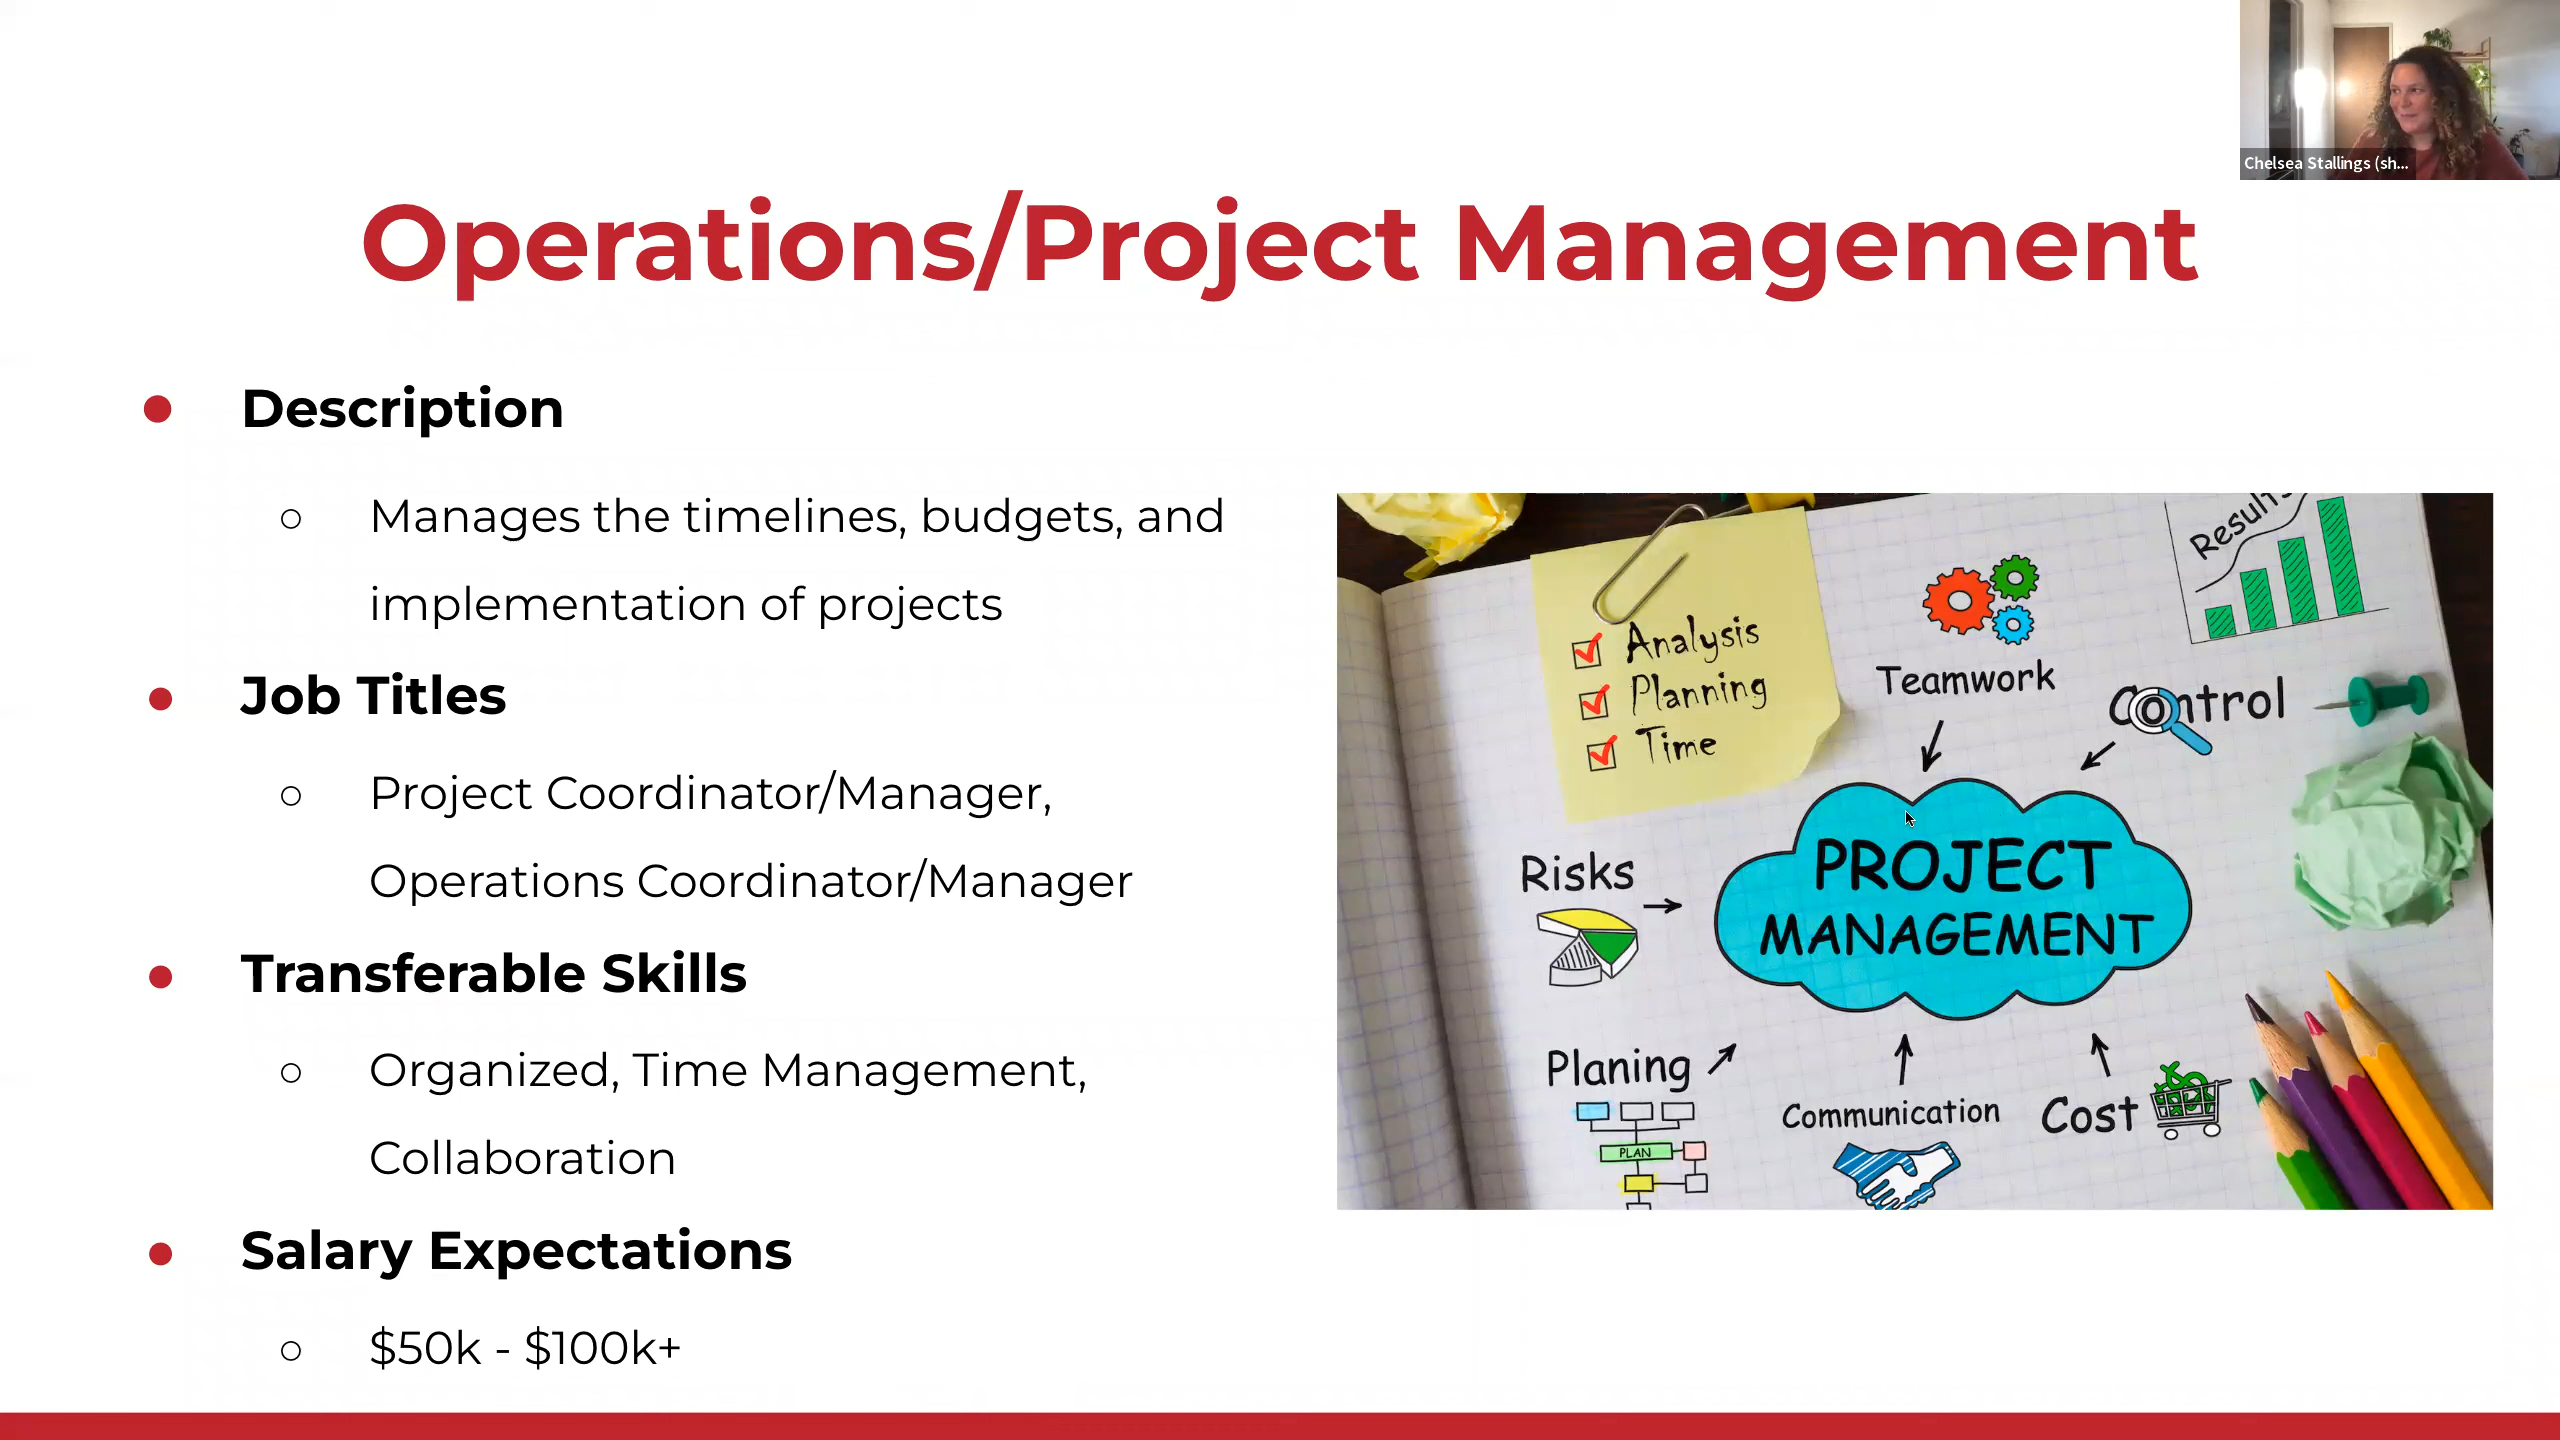 Chelsea Stallings (sh...
Operations/Project Management
Description
Manages the timelines, budgets, and
implementation of projects
Job Titles
Project Coordinator/Manager,
Operations Coordinator/Manager
Transferable Skills
Organized, Time Management,
Collaboration
Salary Expectations
$50k - $100k+
Results
Analysis
Planning
Time
Teamwork
Control
PROJECT
MANAGEMENT
Risks
Planing
PLAN
Communication
Cost